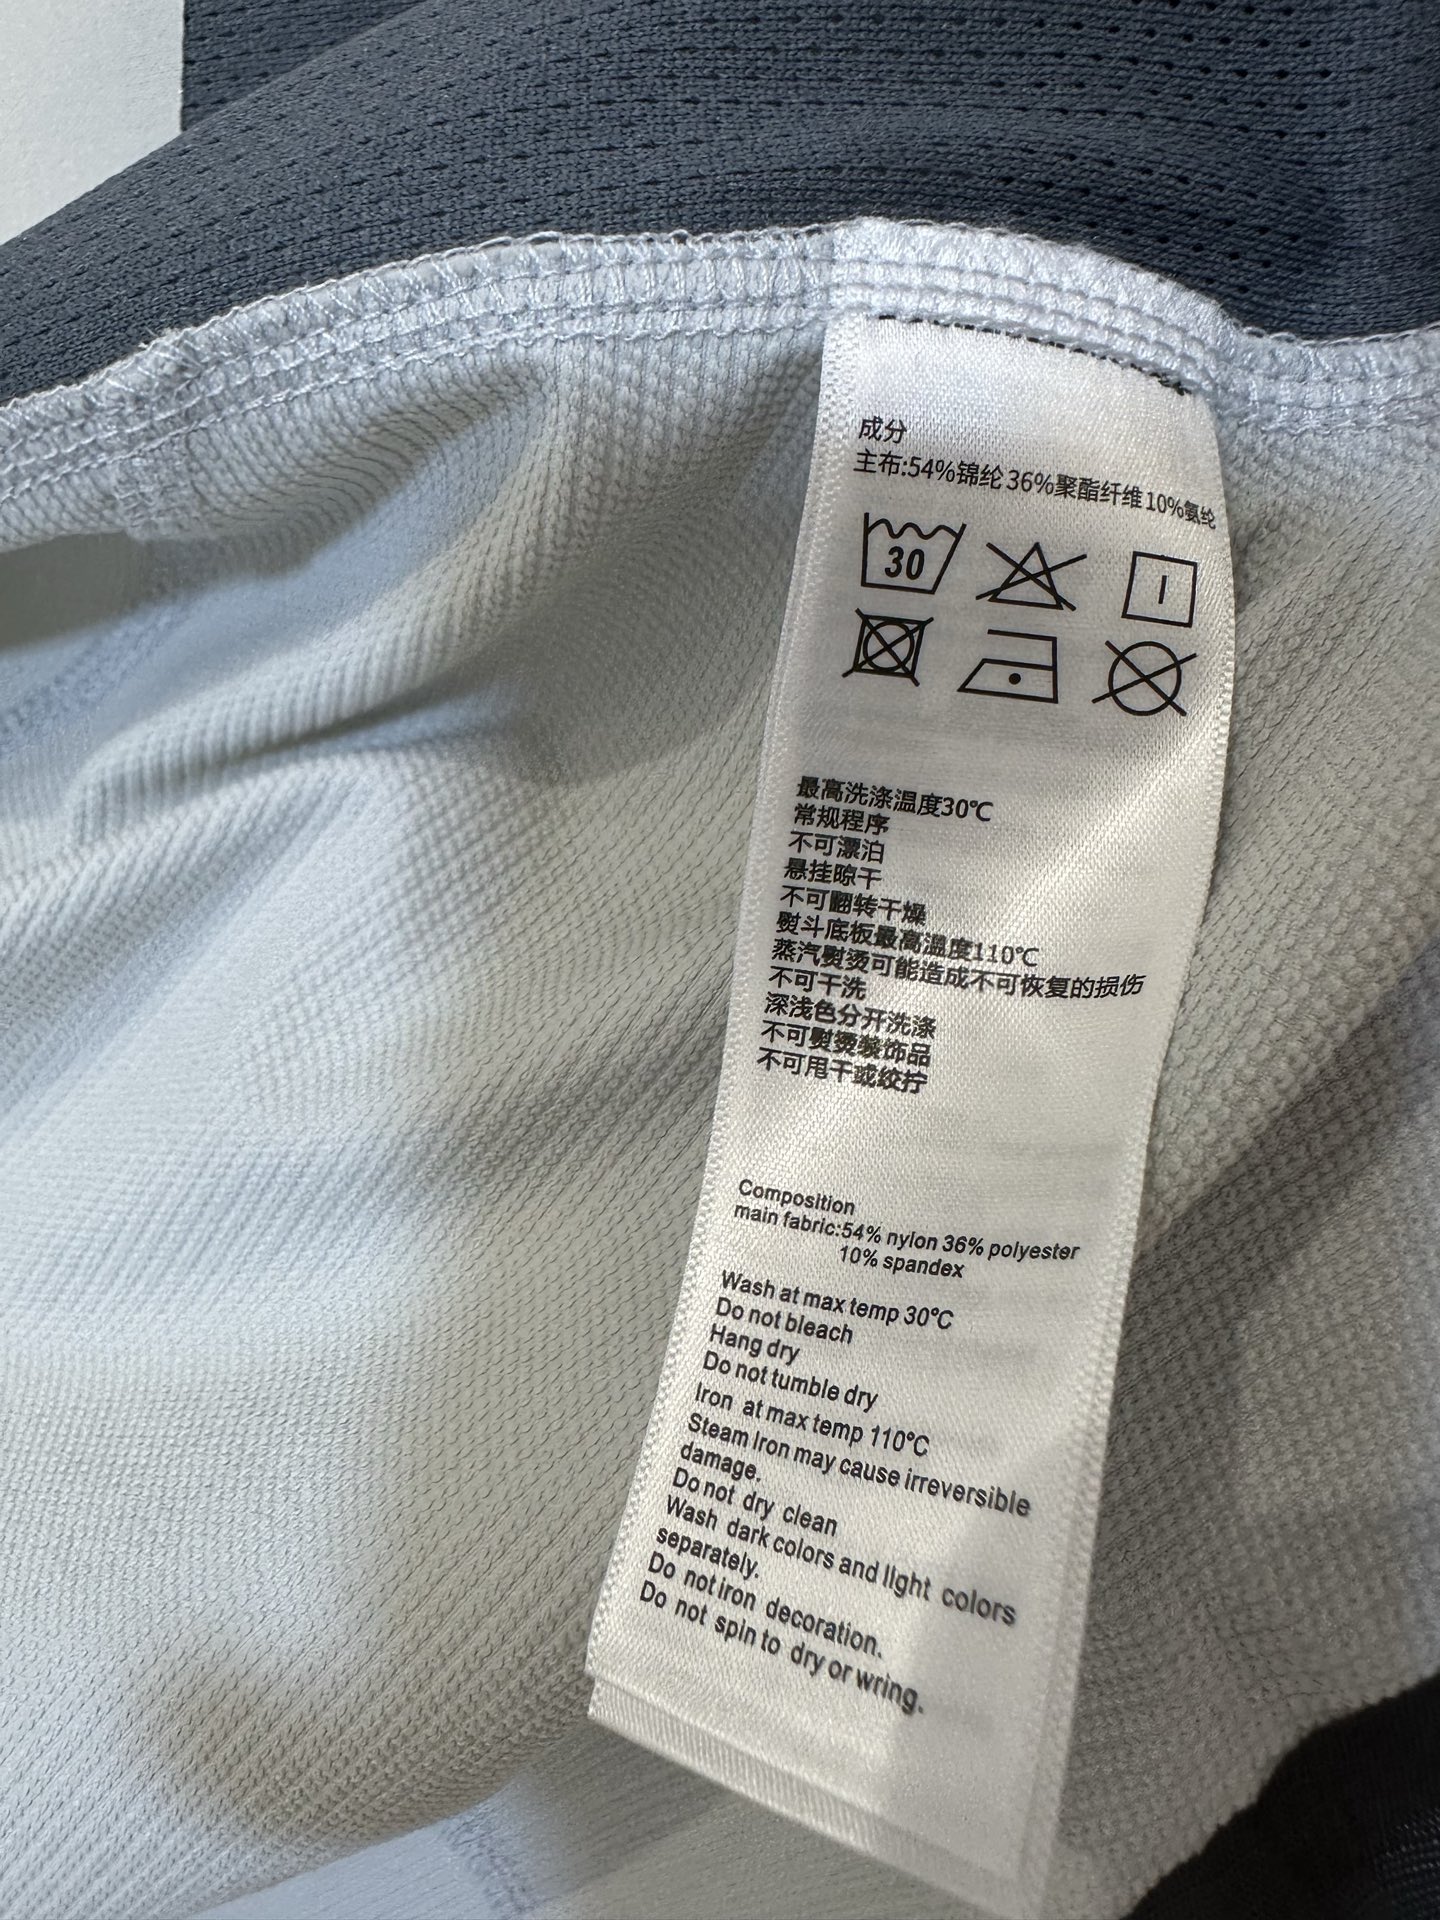 成分
主布:54%锦纶 36%聚酯纤维 10%氨纶
30
最高洗涤温度30℃
常规程序
不可漂泊
悬挂晾干
不可翻转干燥
熨斗底板最高温度110℃
蒸汽熨烫可能造成不可恢复的损伤
不可干洗
深浅色分开洗涤
不可熨烫装饰品
不可甩干或绞拧
Composition
main fabric:54% nylon 36% polyester
10% spandex
Wash at max temp 30℃
Do not bleach
Hang dry
Do not tumble dry
Iron at max temp 110℃
Steam Iron may cause irreversible
damage.
Do not dry clean
Wash dark colors and light colors
separately.
Do not iron decoration.
Do not spin to dry or wring.